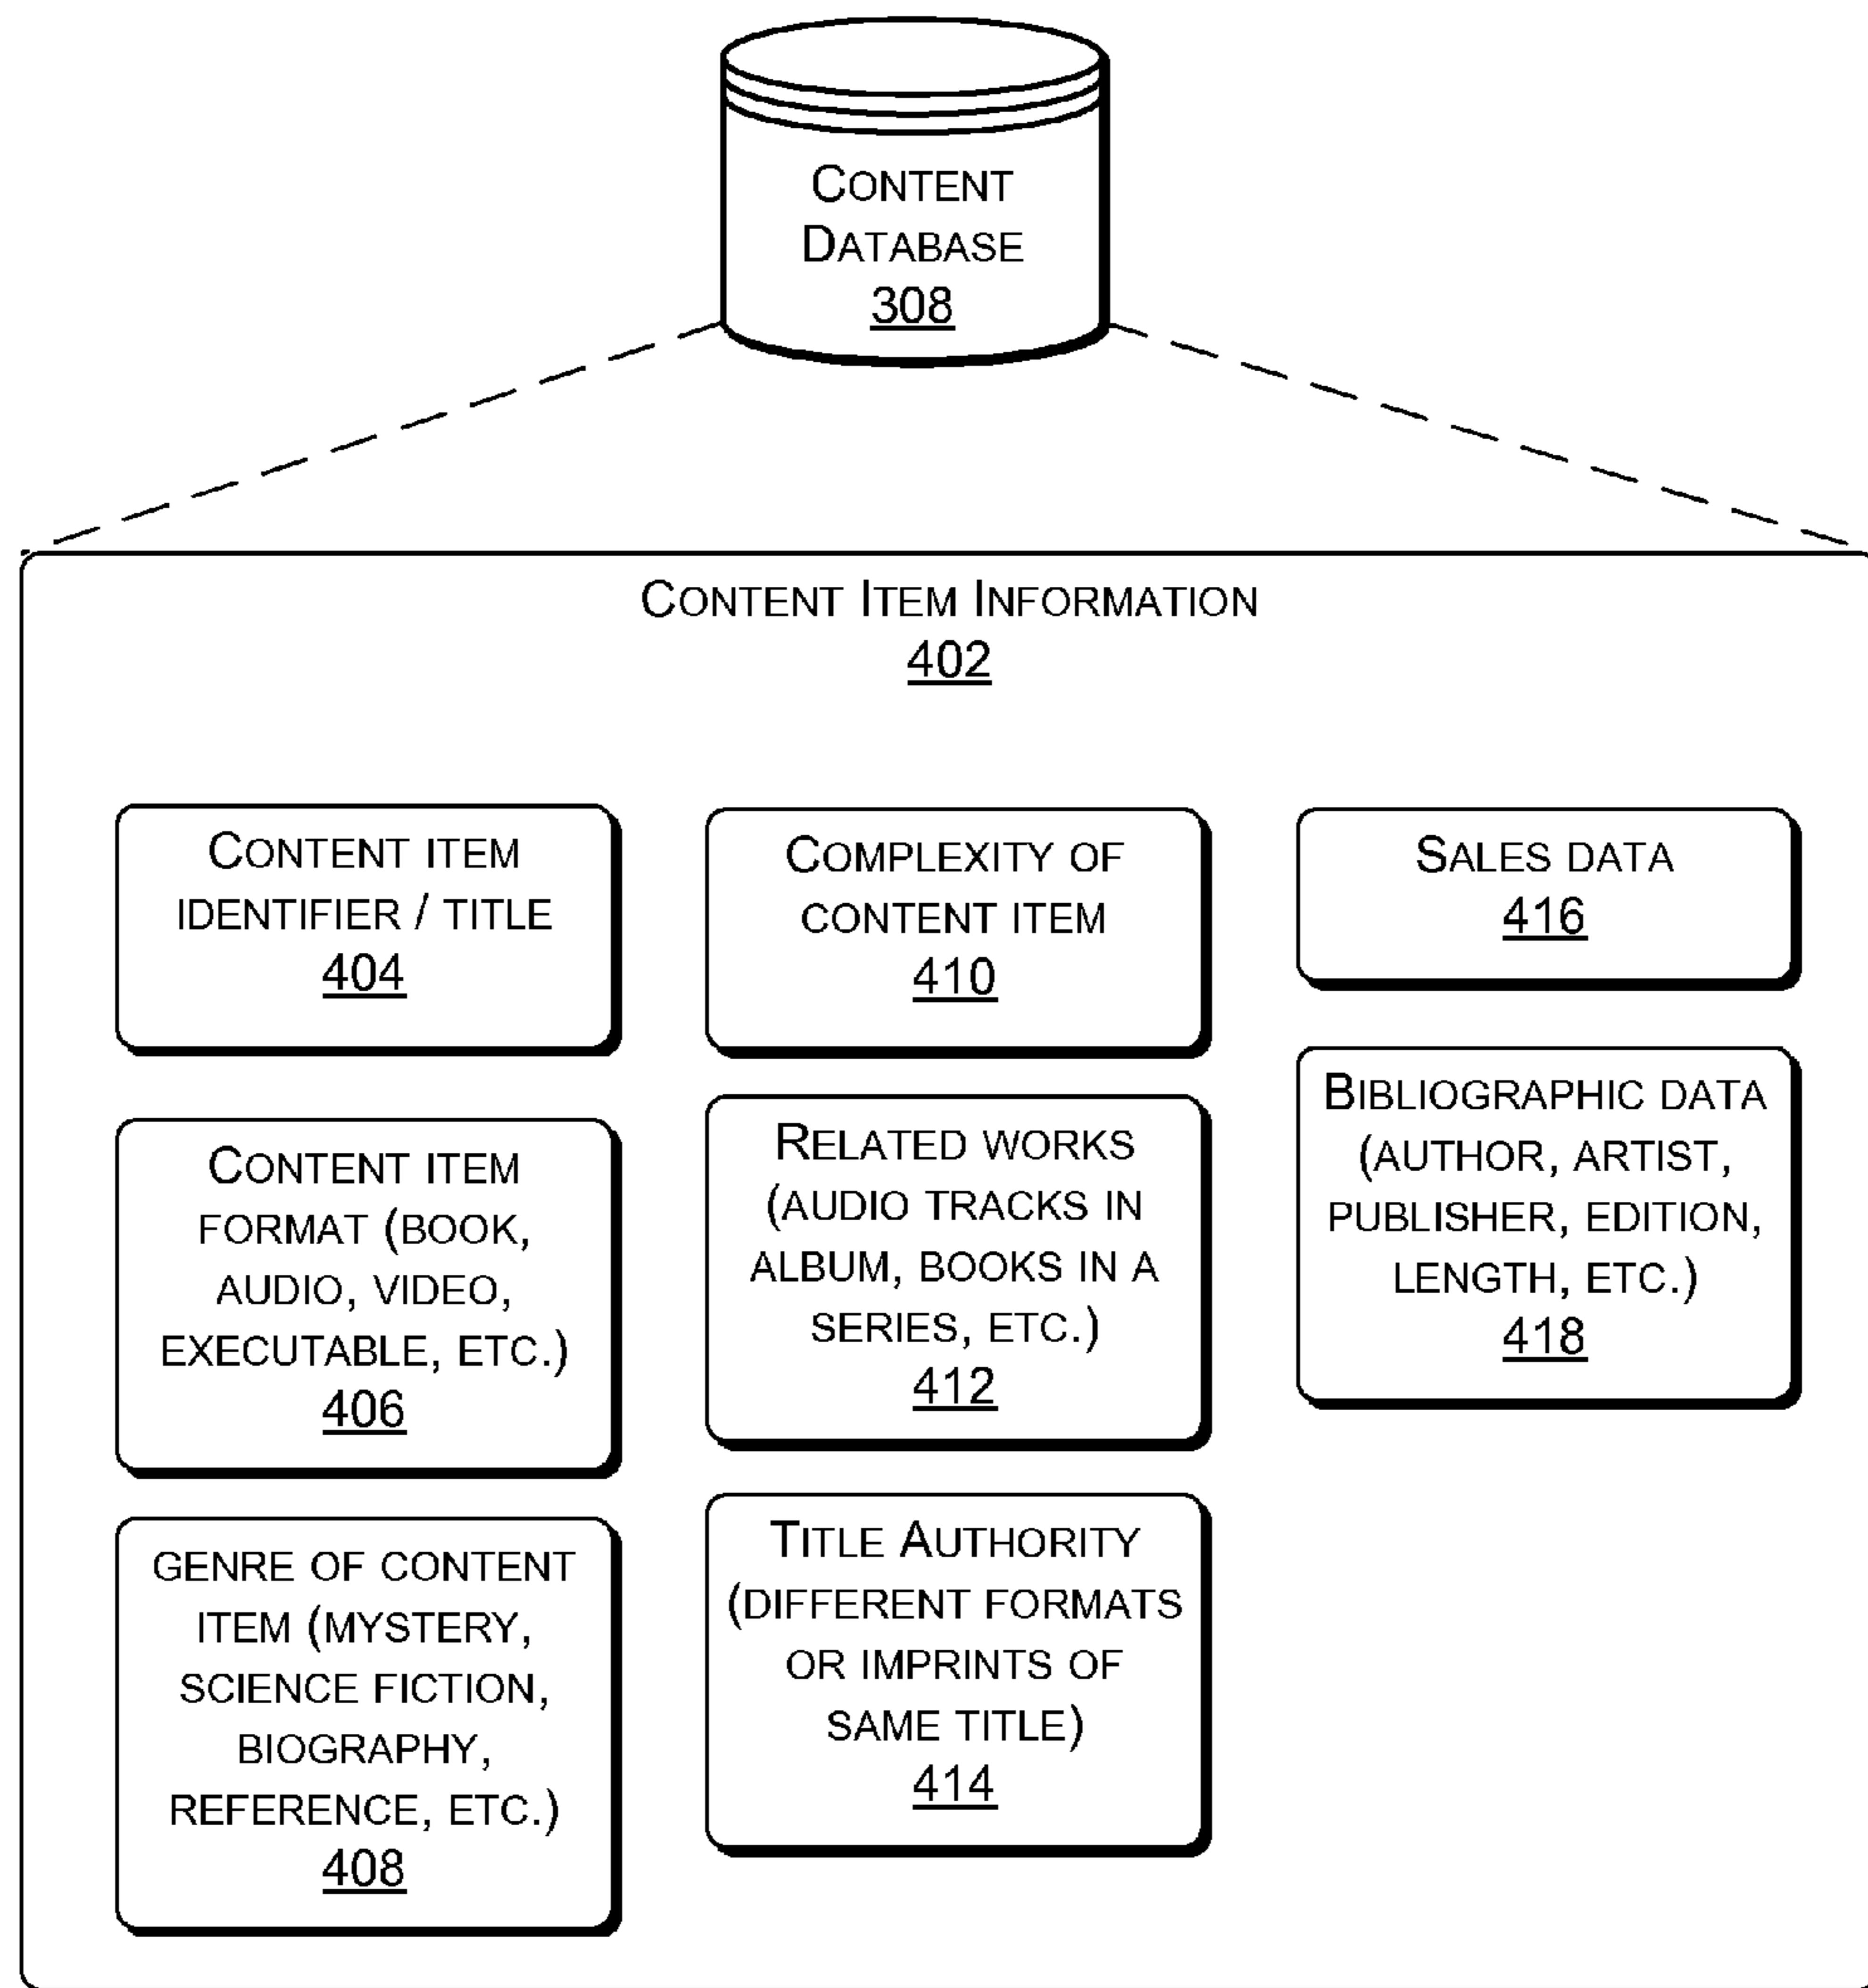 CONTENT
DATABASE
308
CONTENT ITEM INFORMATION
402
CONTENT ITEM
IDENTIFIER / TITLE
404
CONTENT ITEM
FORMAT (BOOK,
AUDIO, VIDEO,
EXECUTABLE, ETC.)
406
GENRE OF CONTENT
ITEM (MYSTERY,
SCIENCE FICTION,
BIOGRAPHY,
REFERENCE, ETC.)
408
COMPLEXITY OF
CONTENT ITEM
410
RELATED WORKS
(AUDIO TRACKS IN
ALBUM, BOOKS IN A
SERIES, ETC.)
412
TITLE AUTHORITY
(DIFFERENT FORMATS
OR IMPRINTS OF
SAME TITLE)
414
SALES DATA
416
BIBLIOGRAPHIC DATA
(AUTHOR, ARTIST,
PUBLISHER, EDITION,
LENGTH, ETC.)
418